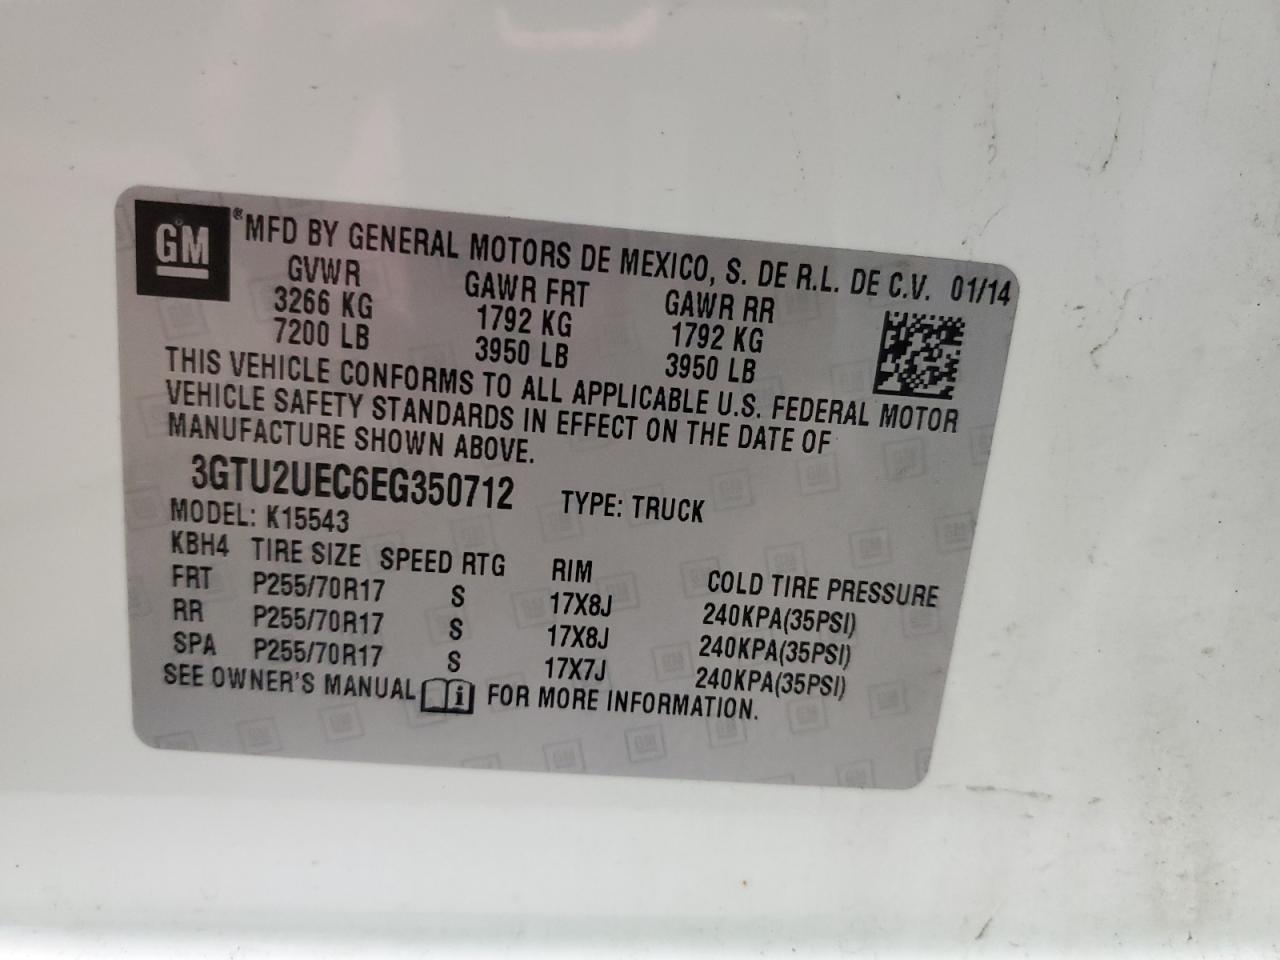 GM ® MFD BY GENERAL MOTORS DE MEXICO, S. DE R.L. DE C.V. 01/14
GVWR GAWR FRT GAWR RR
3266 KG 1792 KG 1792 KG
7200 LB 3950 LB 3950 LB
THIS VEHICLE CONFORMS TO ALL APPLICABLE U.S. FEDERAL MOTOR
VEHICLE SAFETY STANDARDS IN EFFECT ON THE DATE OF
MANUFACTURE SHOWN ABOVE.
3GTU2UEC6EG350712 TYPE: TRUCK
MODEL: K15543
KBH4 TIRE SIZE SPEED RTG RIM COLD TIRE PRESSURE
FRT P255/70R17 S 17X8J 240KPA(35PSI)
RR P255/70R17 S 17X8J 240KPA(35PSI)
SPA P255/70R17 S 17X7J 240KPA(35PSI)
SEE OWNER'S MANUAL i FOR MORE INFORMATION.